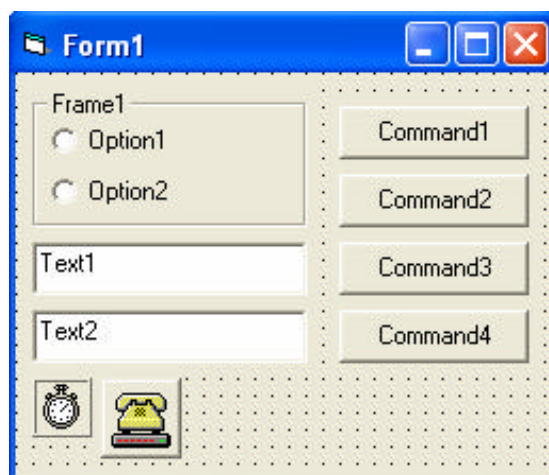 Form1
Frame1
Option1
Option2
Text1
Text2
Command1
Command2
Command3
Command4